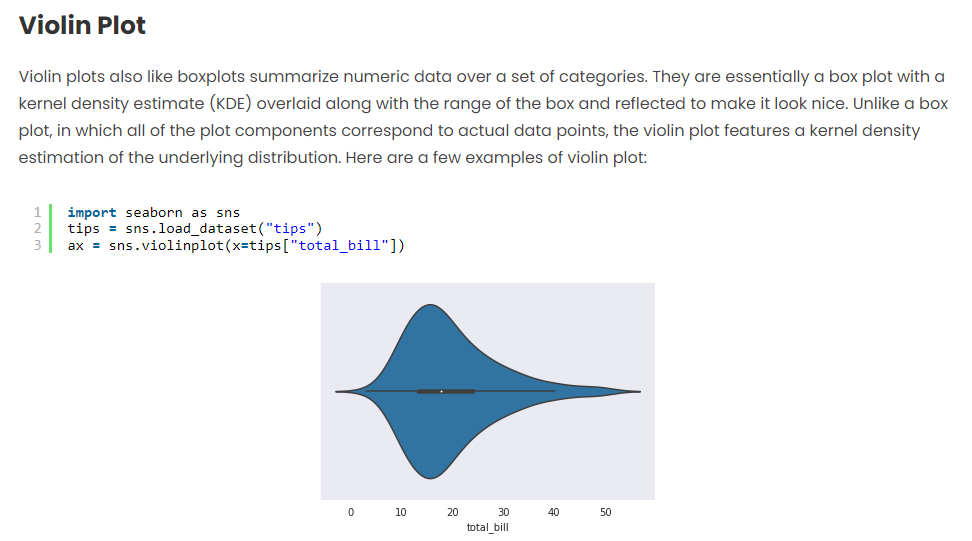 Violin Plot
Violin plots also like boxplots summarize numeric data over a set of categories. They are essentially a box plot with a
kernel density estimate (KDE) overlaid along with the range of the box and reflected to make it look nice. Unlike a box
plot, in which all of the plot components correspond to actual data points, the violin plot features a kernel density
estimation of the underlying distribution. Here are a few examples of violin plot:
1 import seaborn as sns
2 tips = sns.load_dataset("tips")
3 ax = sns.violinplot(x=tips["total_bill"])
0 10 20 30 40 50
total_bill